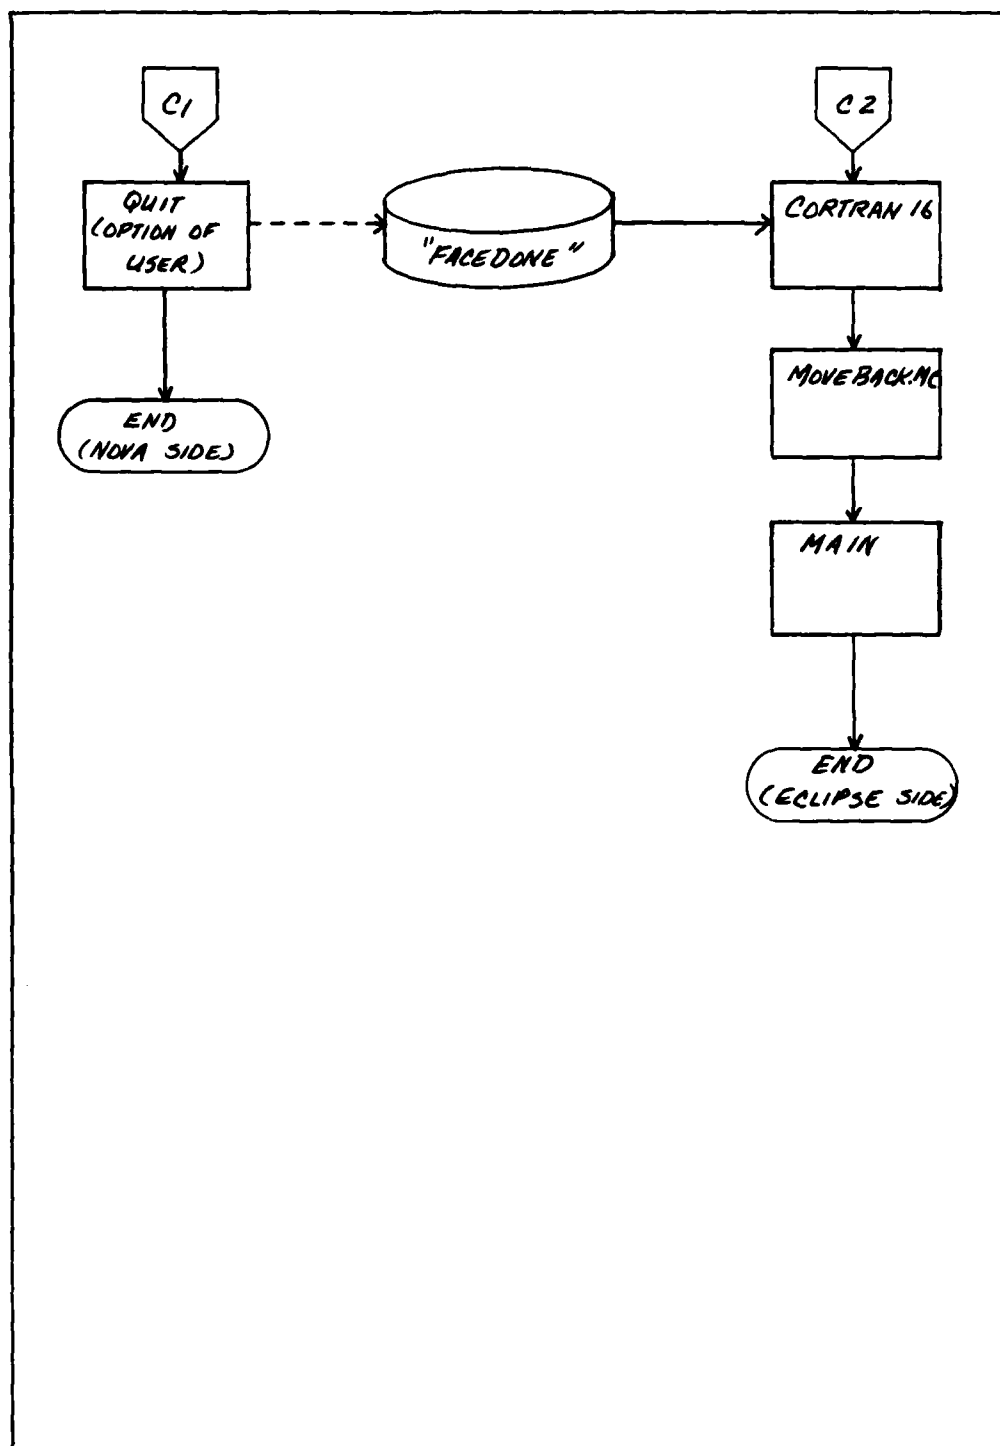 C1
C2
QUIT
(OPTION OF
USER)
"FACEDONE"
CORTRAN 16
MOVEBACK.MC
MAIN
END
(NOVA SIDE)
END
(ECLIPSE SIDE)